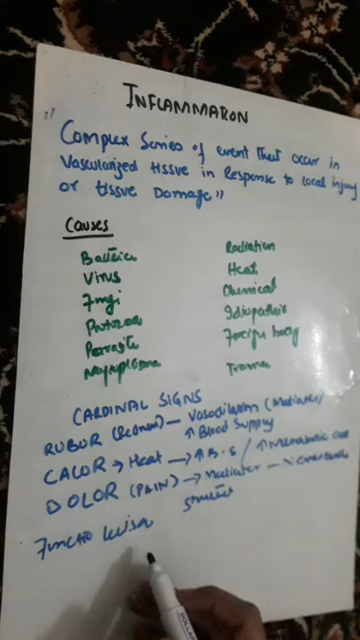 INFLAMMATION
"Complex Series of event that occur in
Vascularized tissue in Response to local injury
or tissue Damage"
Causes
Bacteria
Virus
Fungi
Protozoa
Parasite
Mycoplasma
Radiation
Heat
Chemical
Idiopathic
Foreign body
Trauma
CARDINAL SIGNS
RUBOR (Redness) — Vasodilation (Mediator)
↑ Blood Supply
CALOR → Heat → ↑ B.S / ↑ Metabolic
DOLOR (PAIN) → Mediator —
Functio laesa